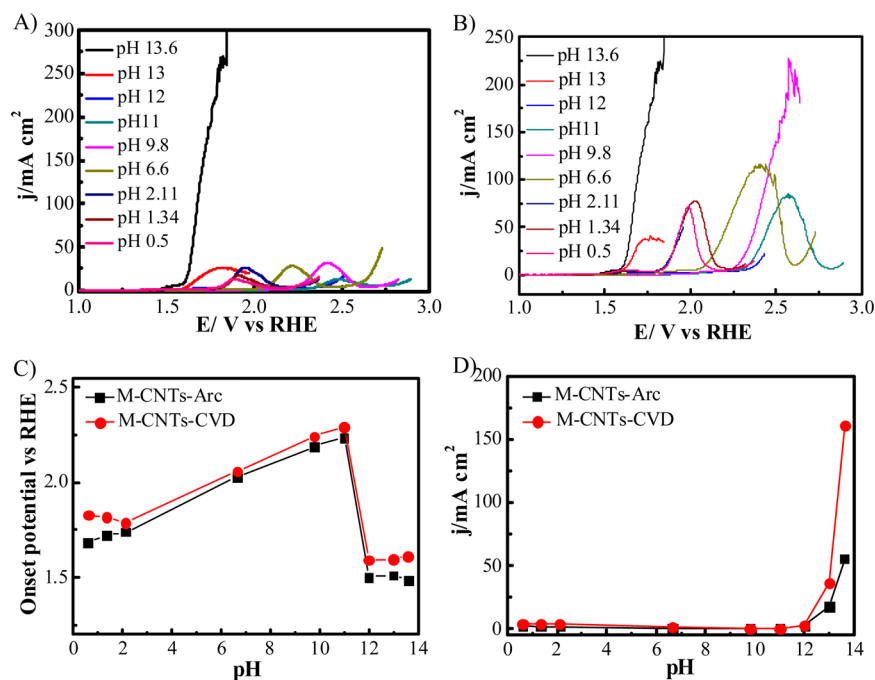 A)
300
250
200
150
100
50
0
j/mA cm²
pH 13.6
pH 13
pH 12
pH11
pH 9.8
pH 6.6
pH 2.11
pH 1.34
pH 0.5
1.0 1.5 2.0 2.5 3.0
E/ V vs RHE
B)
250
200
150
100
50
0
j/mA cm²
pH 13.6
pH 13
pH 12
pH11
pH 9.8
pH 6.6
pH 2.11
pH 1.34
pH 0.5
1.0 1.5 2.0 2.5 3.0
E/ V vs RHE
C)
2.5
2.0
1.5
Onset potential vs RHE
M-CNTs-Arc
M-CNTs-CVD
0 2 4 6 8 10 12 14
pH
D)
200
150
100
50
0
j/mA cm²
M-CNTs-Arc
M-CNTs-CVD
0 2 4 6 8 10 12 14
pH